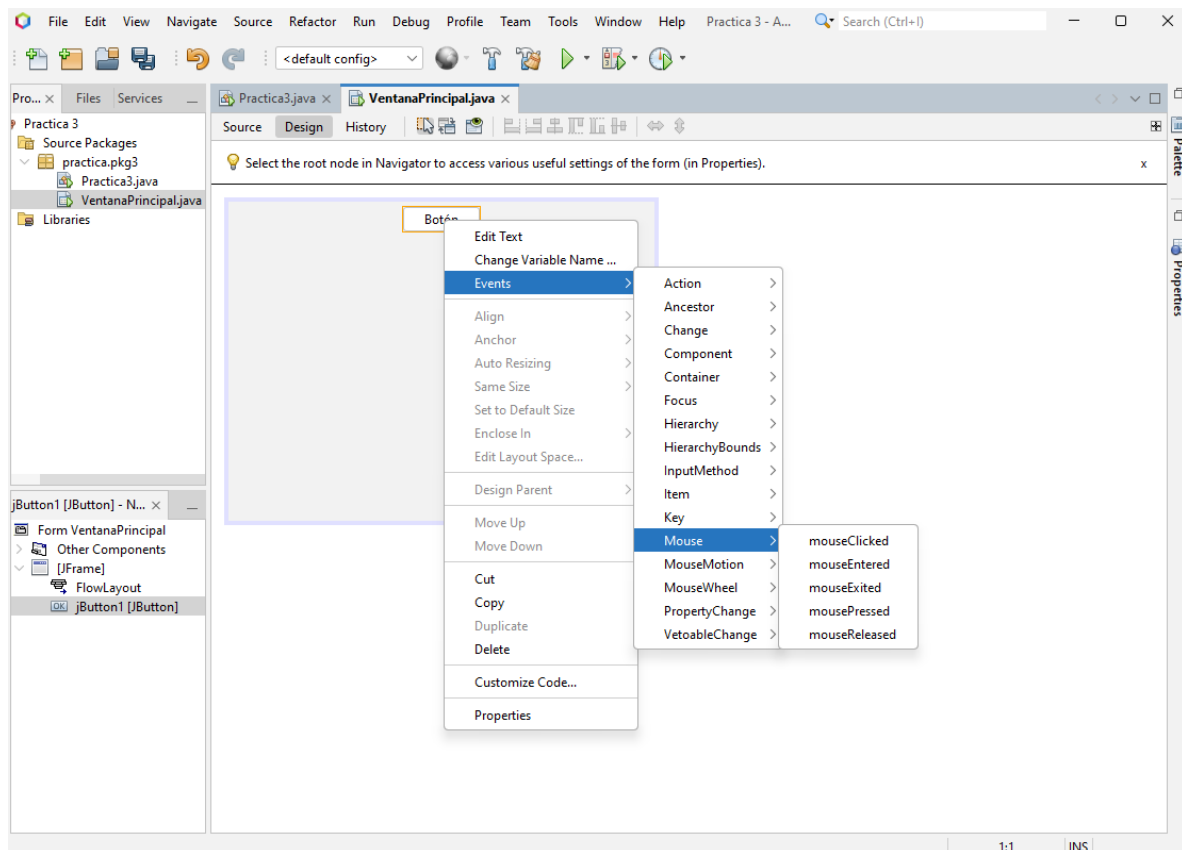 File Edit View Navigate Source Refactor Run Debug Profile Team Tools Window Help Practica 3 - A... Search (Ctrl+I)
<default config>
Pro... Files Services
Practica3.java VentanaPrincipal.java
Practica 3
Source Packages
practica.pkg3
Practica3.java
VentanaPrincipal.java
Libraries
Source Design History
Select the root node in Navigator to access various useful settings of the form (in Properties). x
Botón
Edit Text
Change Variable Name ...
Events
Align
Anchor
Auto Resizing
Same Size
Set to Default Size
Enclose In
Edit Layout Space...
Design Parent
Move Up
Move Down
Cut
Copy
Duplicate
Delete
Customize Code...
Properties
Action
Ancestor
Change
Component
Container
Focus
Hierarchy
HierarchyBounds
InputMethod
Item
Key
Mouse
MouseMotion
MouseWheel
PropertyChange
VetoableChange
mouseClicked
mouseEntered
mouseExited
mousePressed
mouseReleased
jButton1 [JButton] - N...
Form VentanaPrincipal
Other Components
[JFrame]
FlowLayout
OK jButton1 [JButton]
Palette
Properties
1:1 INS